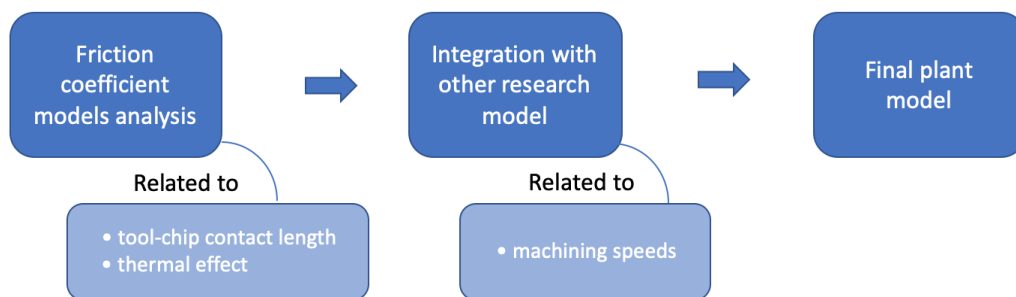 Friction
coefficient
models analysis
Integration with
other research
model
Final plant
model
Related to
• tool-chip contact length
• thermal effect
Related to
• machining speeds